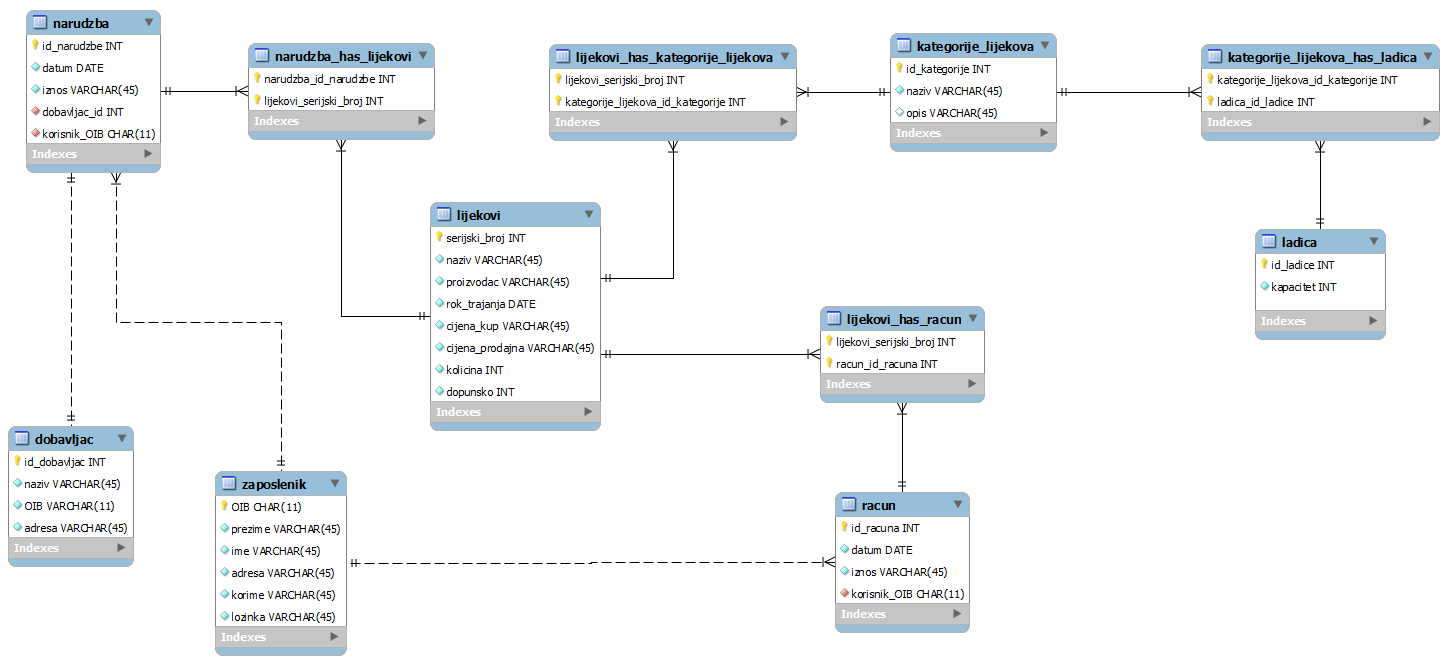 narudzba
id_narudzbe INT
datum DATE
iznos VARCHAR(45)
dobavljac_id INT
korisnik_OIB CHAR(11)
Indexes
narudzba_has_lijekovi
narudzba_id_narudzbe INT
lijekovi_serijski_broj INT
Indexes
lijekovi_has_kategorije_lijekova
lijekovi_serijski_broj INT
kategorije_lijekova_id_kategorije INT
Indexes
kategorije_lijekova
id_kategorije INT
naziv VARCHAR(45)
opis VARCHAR(45)
Indexes
kategorije_lijekova_has_ladica
kategorije_lijekova_id_kategorije INT
ladica_id_ladice INT
Indexes
lijekovi
serijski_broj INT
naziv VARCHAR(45)
proizvodac VARCHAR(45)
rok_trajanja DATE
cijena_kup VARCHAR(45)
cijena_prodajna VARCHAR(45)
kolicina INT
dopunsko INT
Indexes
ladica
id_ladice INT
kapacitet INT
Indexes
lijekovi_has_racun
lijekovi_serijski_broj INT
racun_id_racuna INT
Indexes
dobavljac
id_dobavljac INT
naziv VARCHAR(45)
OIB VARCHAR(11)
adresa VARCHAR(45)
Indexes
zaposlenik
OIB CHAR(11)
prezime VARCHAR(45)
ime VARCHAR(45)
adresa VARCHAR(45)
korime VARCHAR(45)
lozinka VARCHAR(45)
Indexes
racun
id_racuna INT
datum DATE
iznos VARCHAR(45)
korisnik_OIB CHAR(11)
Indexes